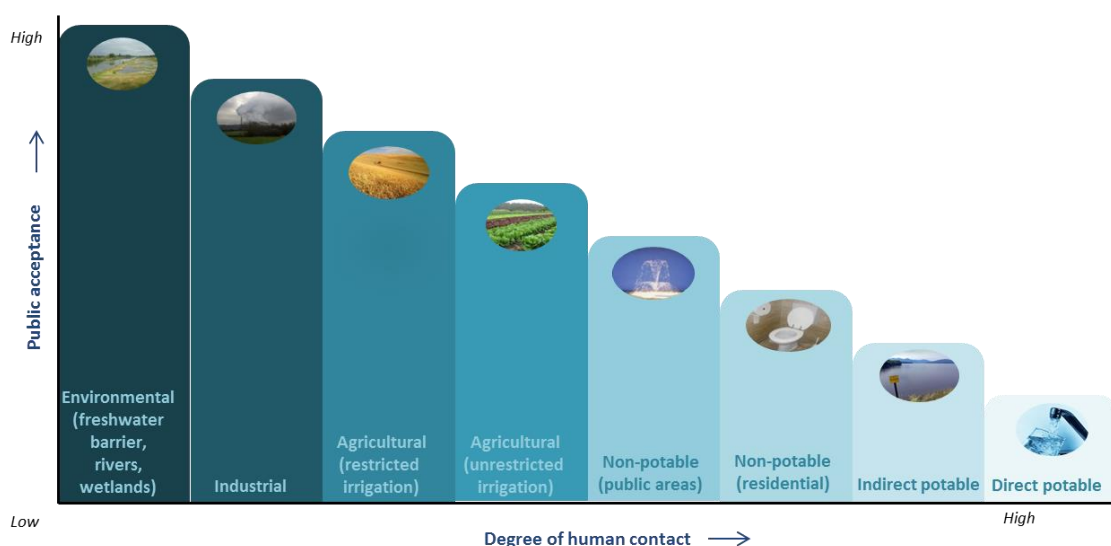 High
Public acceptance
Environmental
(freshwater
barrier,
rivers,
wetlands)
Industrial
Agricultural
(restricted
irrigation)
Agricultural
(unrestricted
irrigation)
Non-potable
(public areas)
Non-potable
(residential)
Indirect potable
Direct potable
Low
High
Degree of human contact